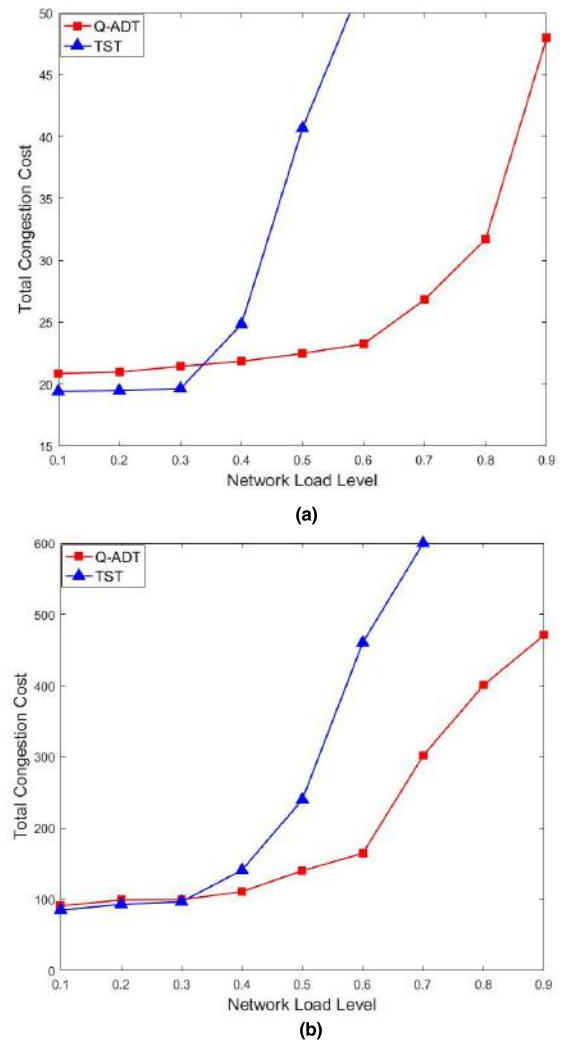 50
45
40
35
30
25
20
15
Total Congestion Cost
Q-ADT
TST
0.1 0.2 0.3 0.4 0.5 0.6 0.7 0.8 0.9
Network Load Level
(a)
600
500
400
300
200
100
0
Total Congestion Cost
Q-ADT
TST
0.1 0.2 0.3 0.4 0.5 0.6 0.7 0.8 0.9
Network Load Level
(b)